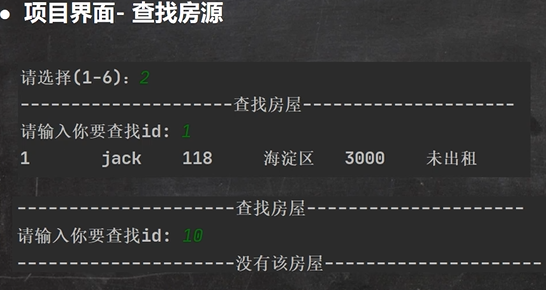 ● 项目界面- 查找房源
请选择(1-6): 2
---------------------查找房屋---------------------
请输入你要查找id: 1
1 jack 118 海淀区 3000 未出租
---------------------查找房屋---------------------
请输入你要查找id: 10
---------------------没有该房屋---------------------